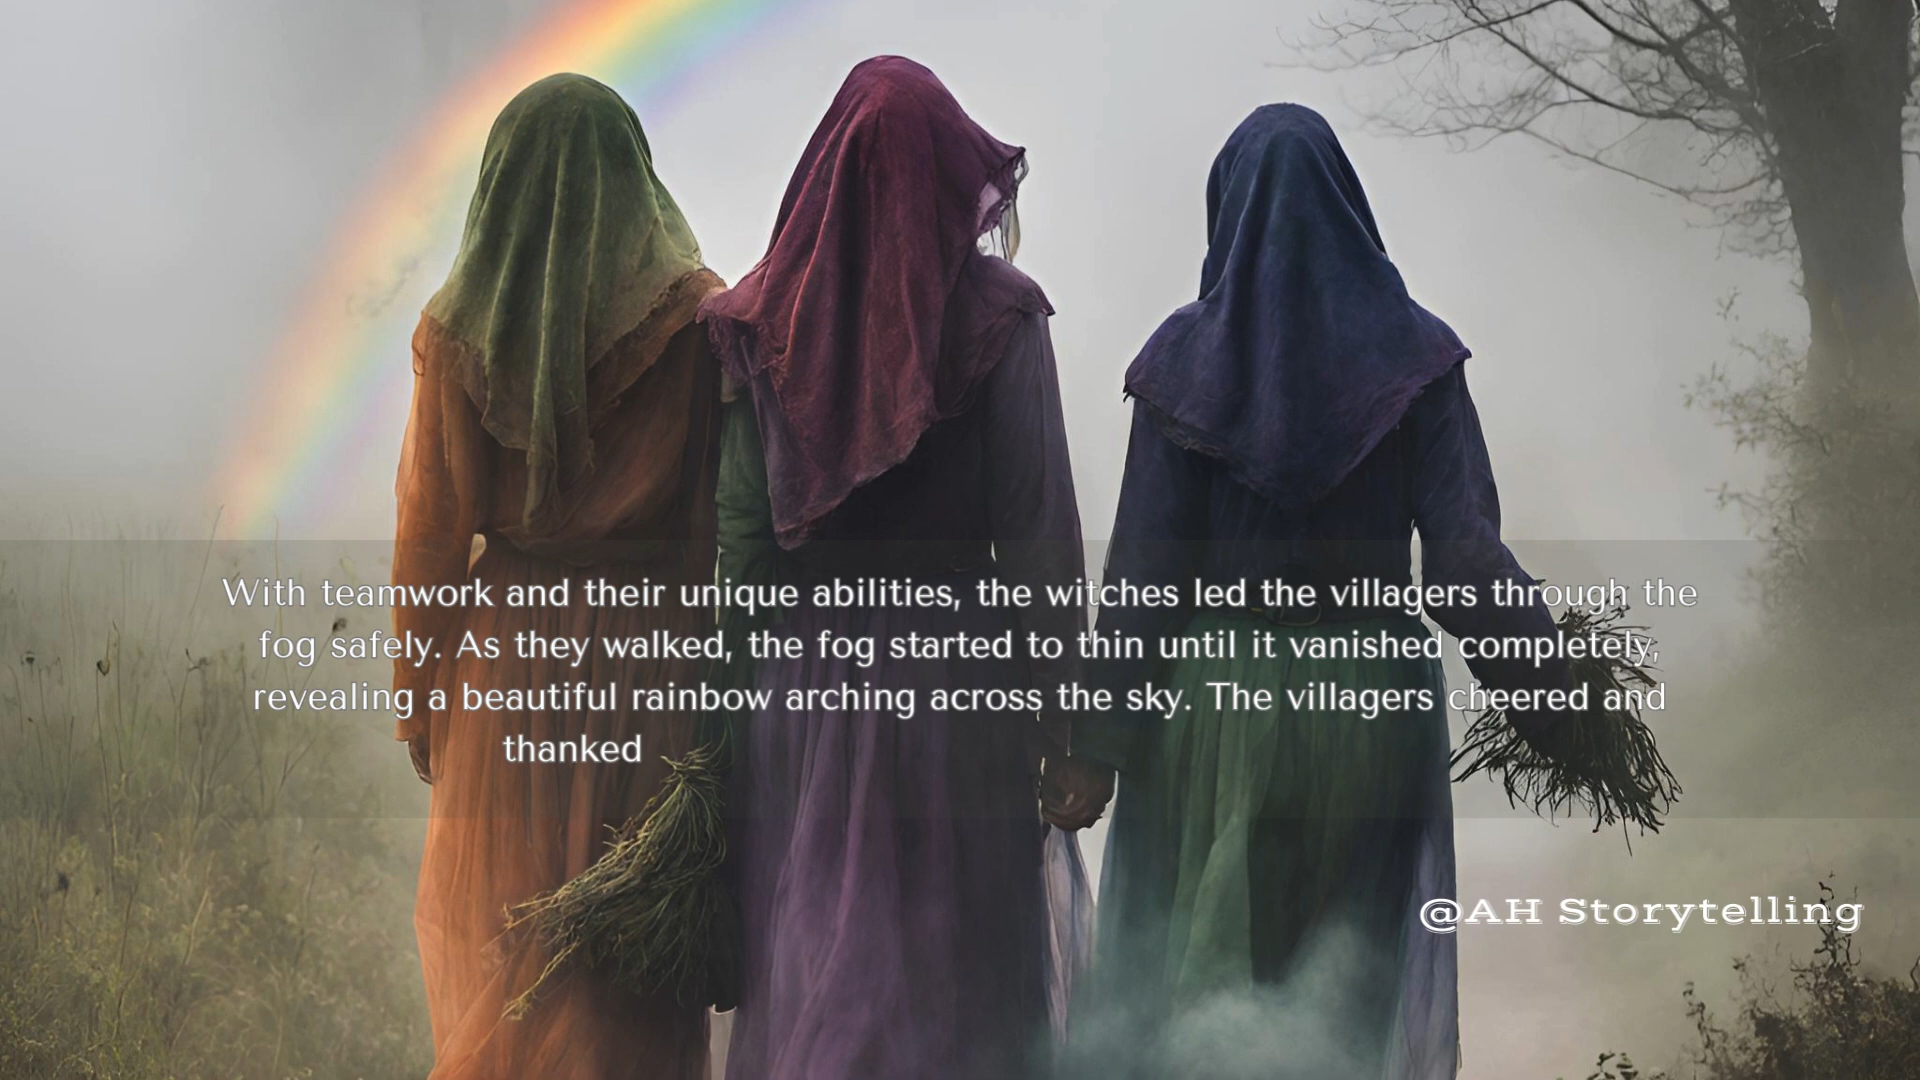 With teamwork and their unique abilities, the witches led the villagers through the
fog safely. As they walked, the fog started to thin until it vanished completely,
revealing a beautiful rainbow arching across the sky. The villagers cheered and
thanked
@AH Storytelling